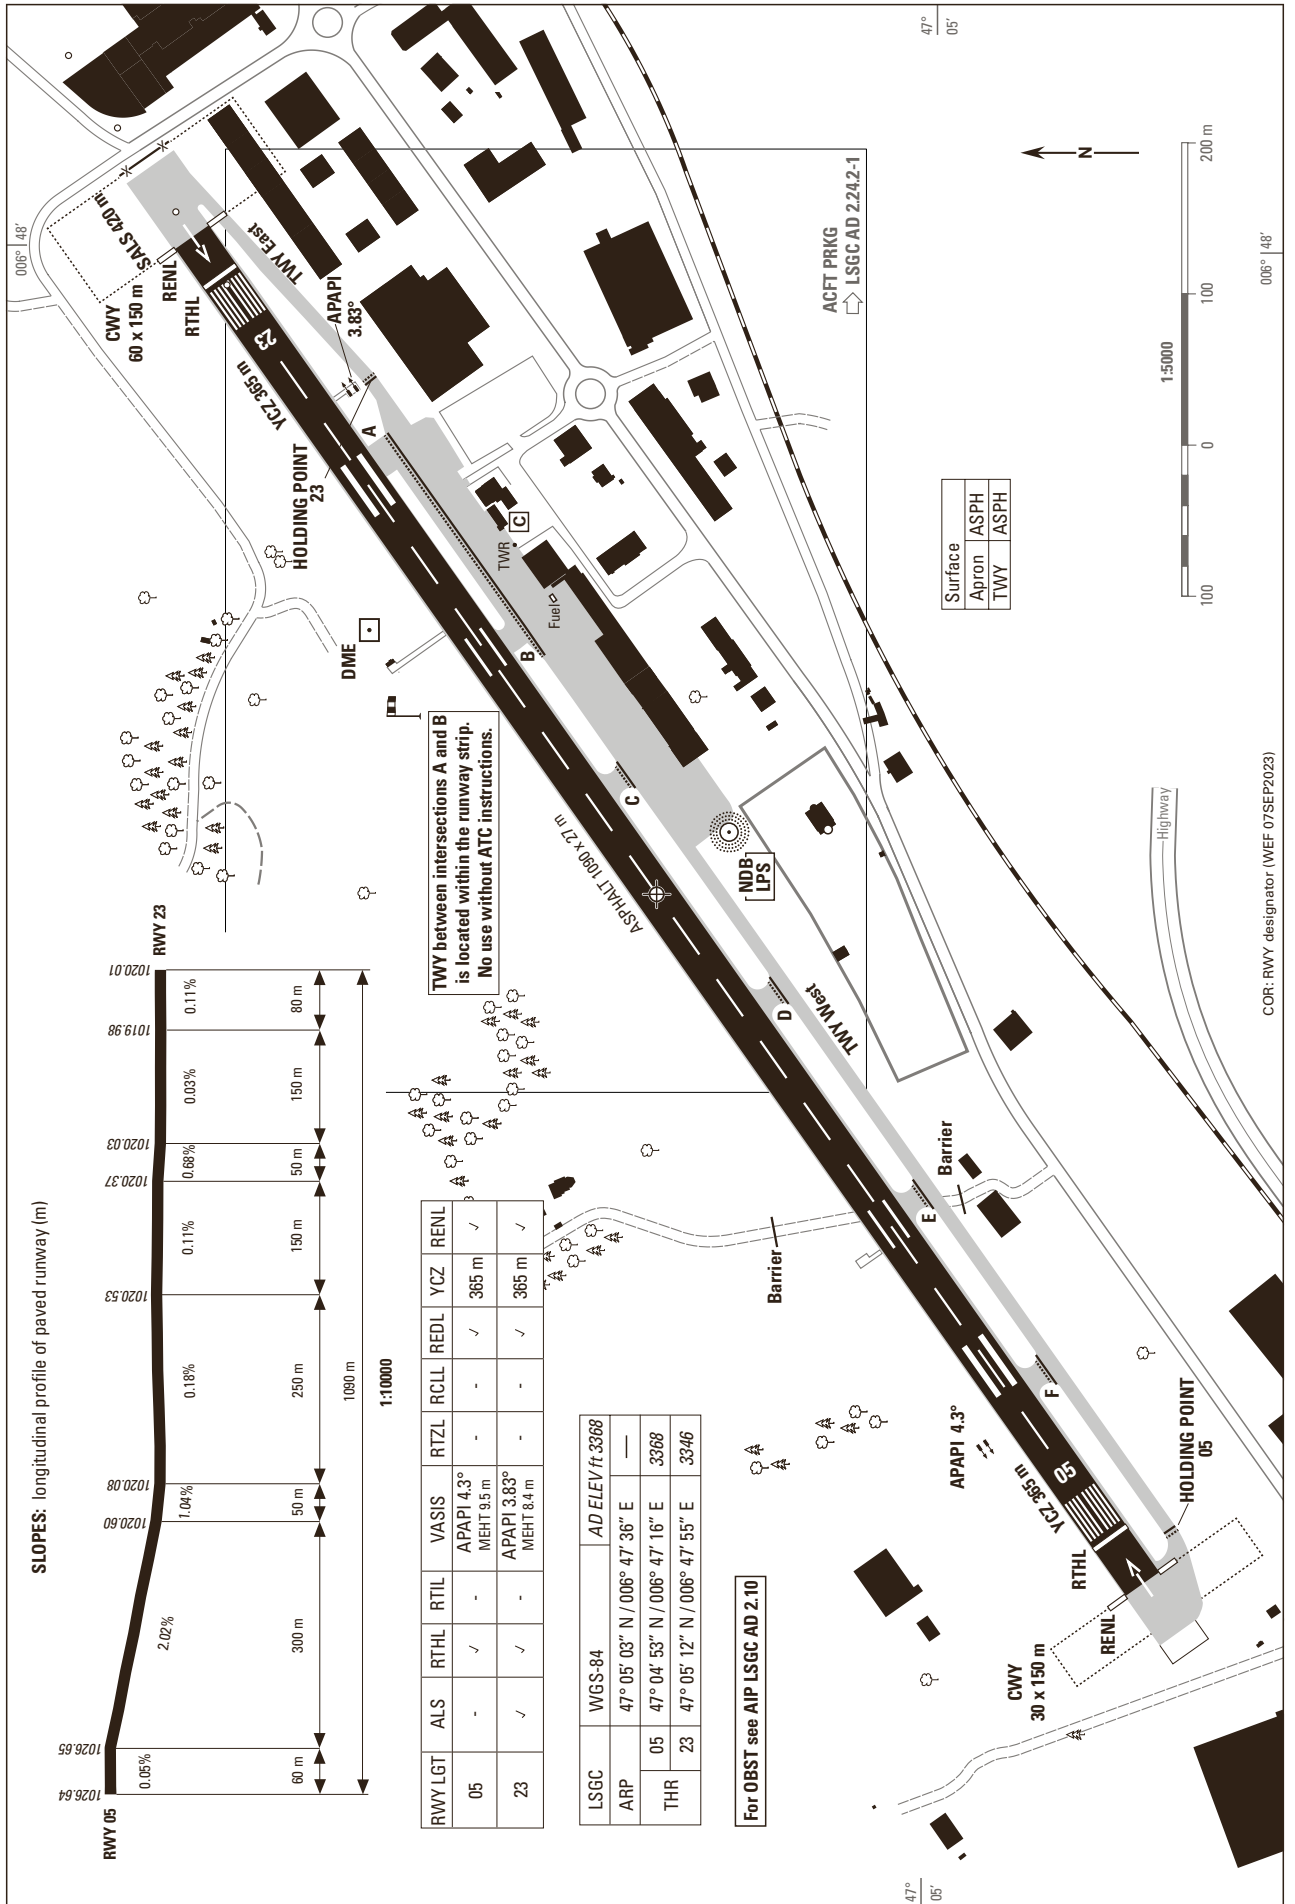 SLOPES: longitudinal profile of paved runway (m)
RWY 05
RWY 23
1026.64
1026.65
1020.60
1020.08
1020.53
1020.37
1020.03
1019.98
1020.01
0.05%
2.02%
1.04%
0.18%
0.11%
0.68%
0.03%
0.11%
60 m
300 m
50 m
250 m
150 m
50 m
150 m
80 m
1090 m
1:10000
RWY LGT ALS RTHL RTIL VASIS RTZL RCLL REDL YCZ RENL
05 - √ - APAPI 4.3° MEHT 9.5 m - - √ 365 m √
23 √ √ - APAPI 3.83° MEHT 8.4 m - - √ 365 m √
LSGC WGS-84 AD ELEV ft 3368
ARP 47° 05' 03" N / 006° 47' 36" E —
THR 05 47° 04' 53" N / 006° 47' 16" E 3368
23 47° 05' 12" N / 006° 47' 55" E 3346
For OBST see AIP LSGC AD 2.10
TWY between intersections A and B
is located within the runway strip.
No use without ATC instructions.
006° 48'
CWY
60 x 150 m
SALS 420 m
RENL
RTHL
YCZ 365 m
23
TWY East
APAPI
3.83°
HOLDING POINT
23
A
DME
TWR
C
Fuel
B
C
ASPHALT 1090 x 27 m
NDB
LPS
D
TWY West
E
Barrier
Barrier
F
APAPI 4.3°
HOLDING POINT
05
05
YCZ 365 m
RTHL
RENL
CWY
30 x 150 m
47°
05'
47°
05'
N
ACFT PRKG
LSGC AD 2.24.2-1
1:5000
100 0 100 200 m
Surface
Apron ASPH
TWY ASPH
Highway
006° 48'
COR: RWY designator (WEF 07SEP2023)